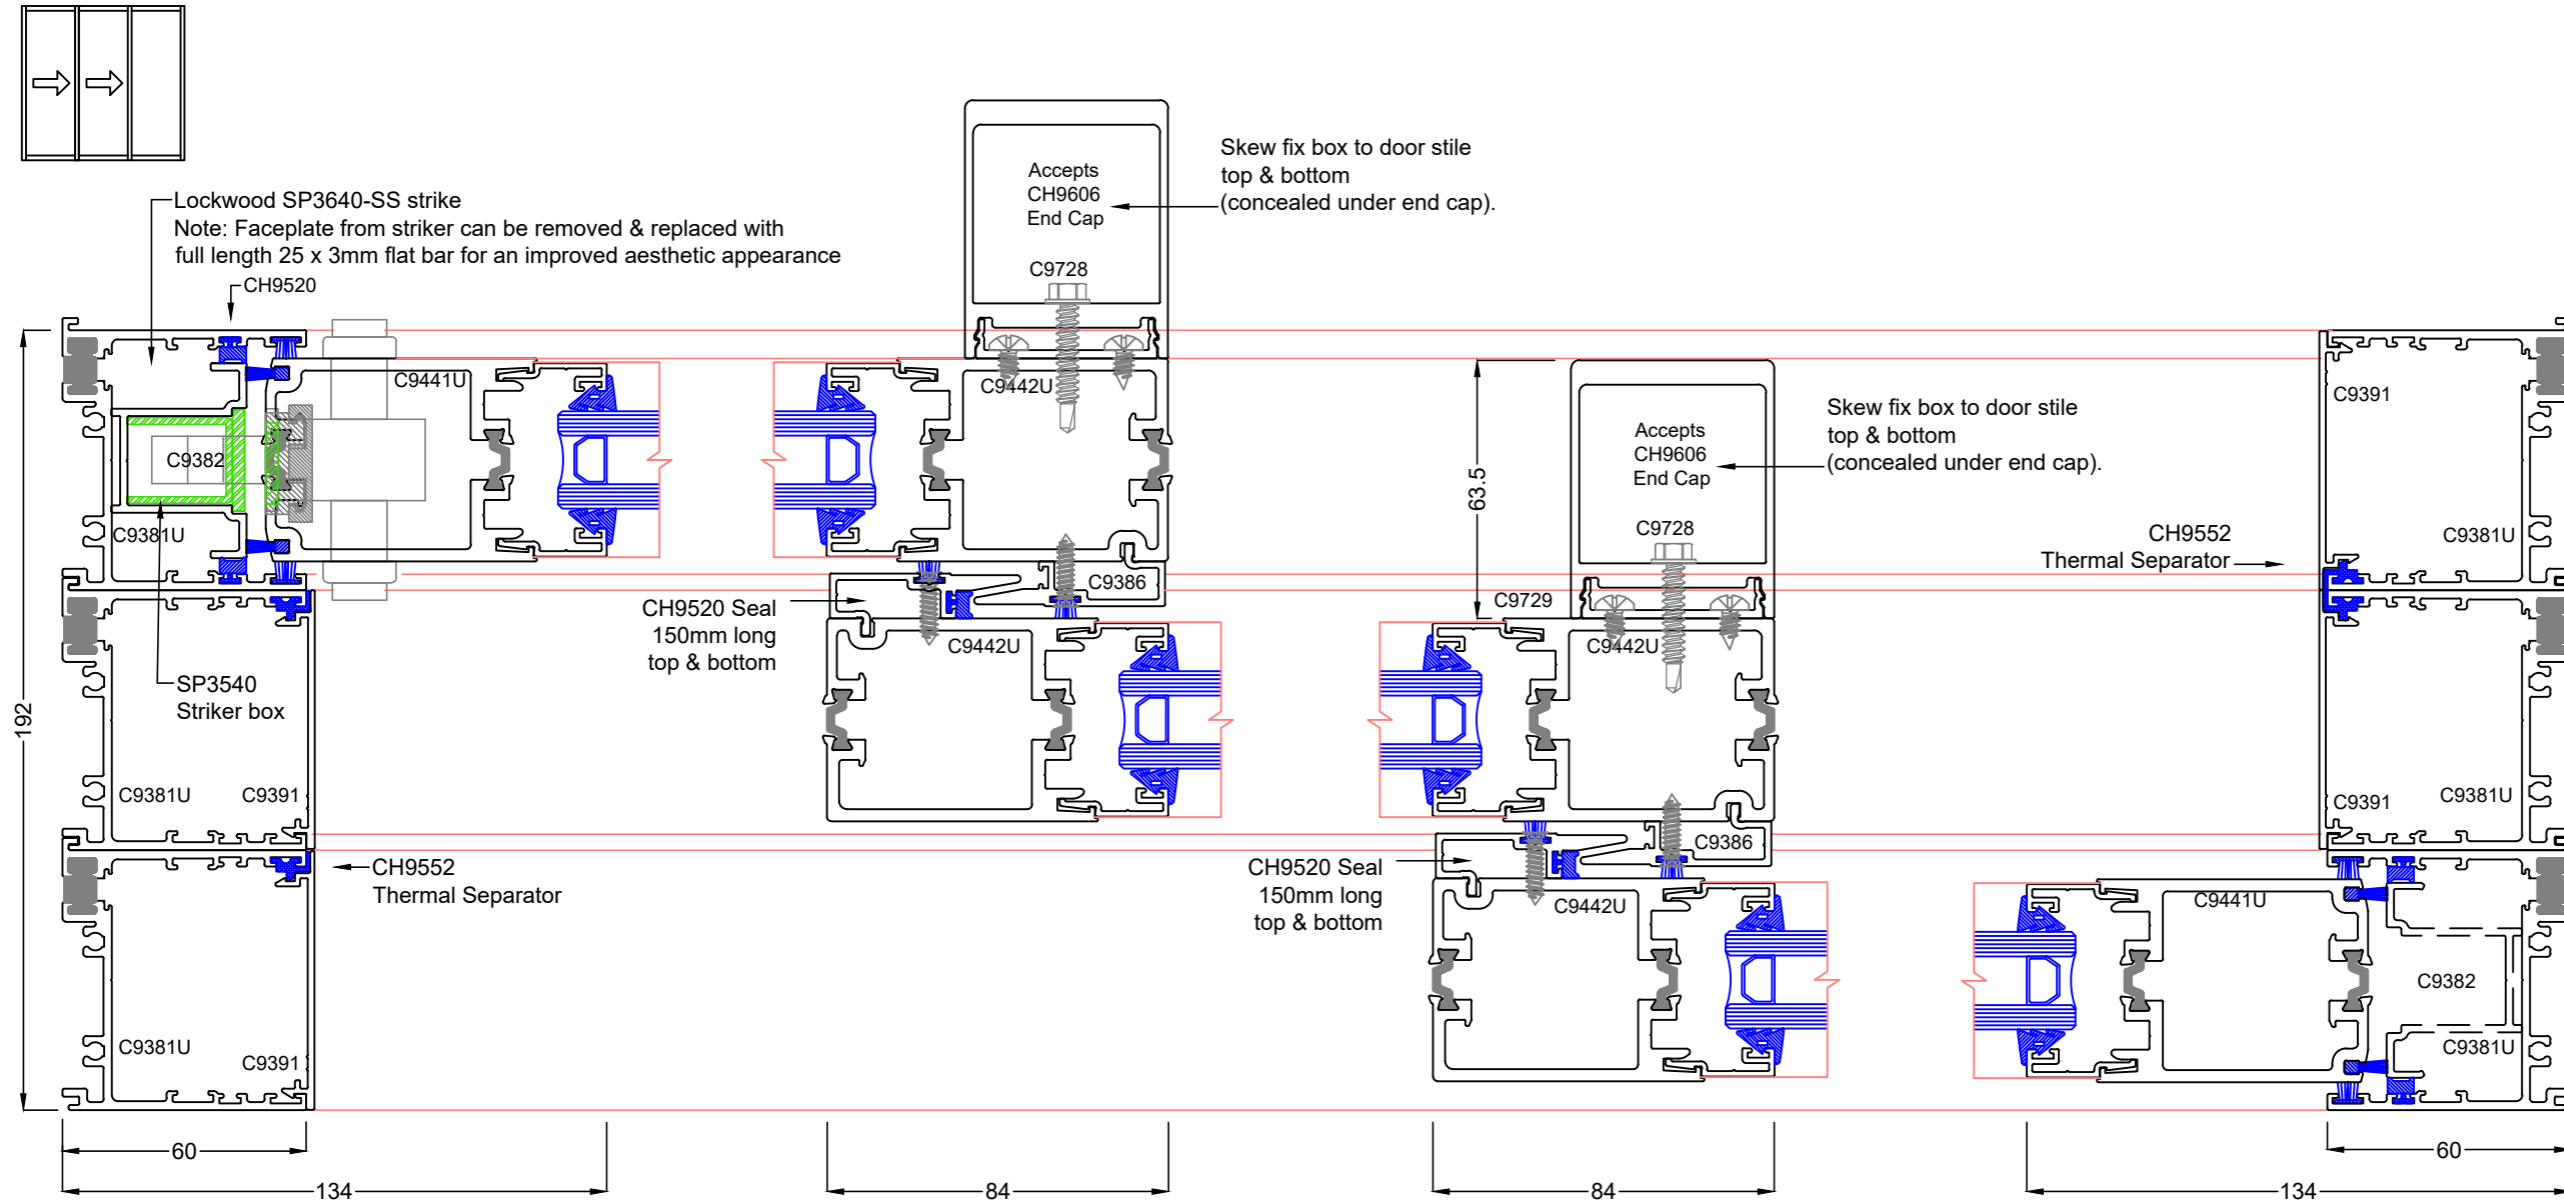 Lockwood SP3640-SS strike
Note: Faceplate from striker can be removed & replaced with
full length 25 x 3mm flat bar for an improved aesthetic appearance
CH9520
Accepts
CH9606
End Cap
C9728
Skew fix box to door stile
top & bottom
(concealed under end cap).
C9441U
C9442U
C9382
C9381U
C9386
CH9520 Seal
150mm long
top & bottom
C9442U
SP3540
Striker box
192
C9381U
C9391
CH9552
Thermal Separator
C9381U
C9391
63.5
Accepts
CH9606
End Cap
C9728
Skew fix box to door stile
top & bottom
(concealed under end cap).
C9729
C9442U
C9386
CH9520 Seal
150mm long
top & bottom
C9442U
C9391
C9381U
CH9552
Thermal Separator
C9391
C9381U
C9441U
C9382
C9381U
60
134
84
84
60
134